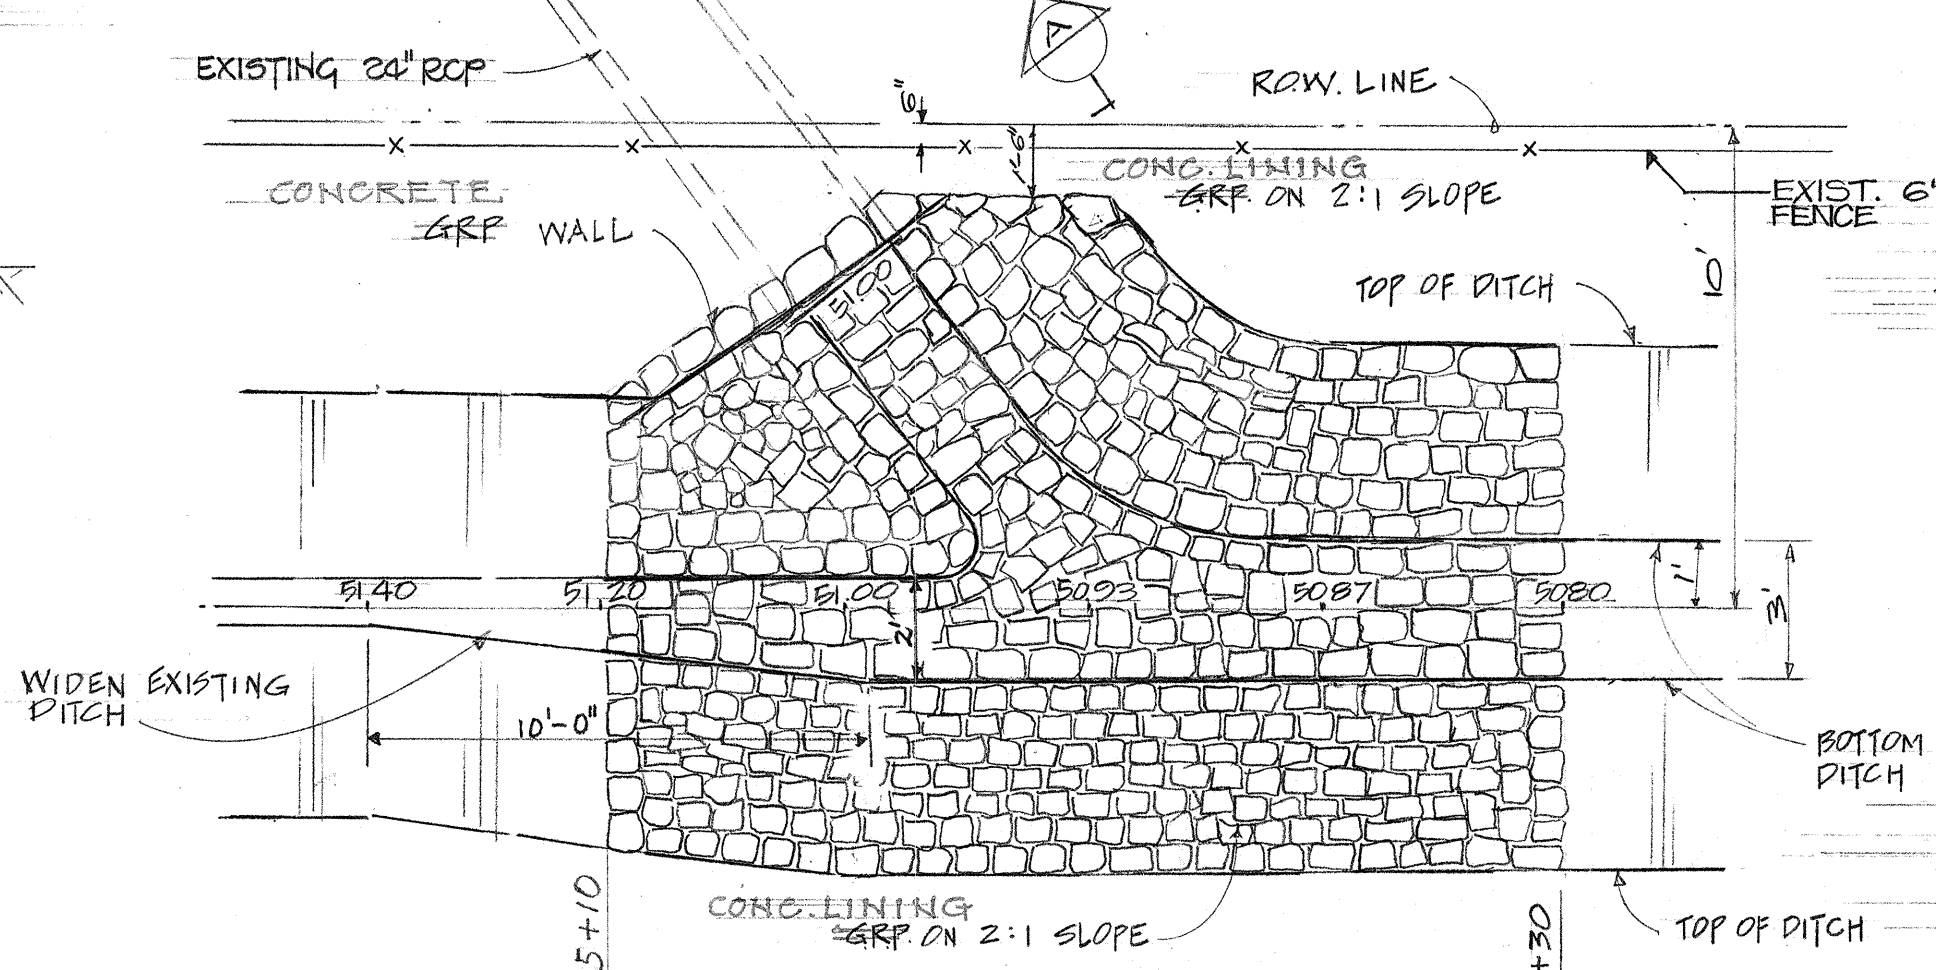 A
EXISTING 24" RCP
R.O.W. LINE
6"
1'-6"
CONC. LINING
GRP. ON 2:1 SLOPE
CONCRETE
GRP WALL
EXIST. 6'
FENCE
10'
TOP OF DITCH
51.00
51.40
51.20
51.00
50.93
50.87
50.80
1'
3'
2'
WIDEN EXISTING
DITCH
10'-0"
BOTTOM
DITCH
CONC. LINING
GRP. ON 2:1 SLOPE
TOP OF DITCH
5+10
+30